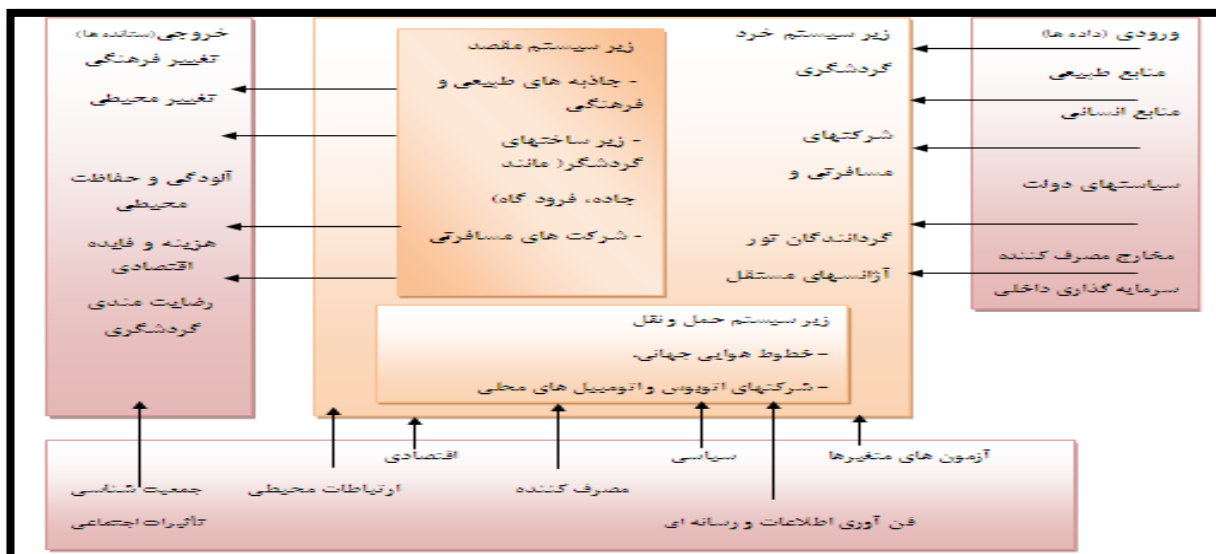 ورودی (داده ها)
منابع طبیعی
منابع انسانی
سیاستهای دولت
مخارج مصرف کننده
سرمایه گذاری داخلی
زیر سیستم خرد
گردشگری
شرکتهای
مسافرتی و
گردانندگان تور
آژانسهای مستقل
زیر سیستم مقصد
- جاذبه های طبیعی و
فرهنگی
- زیر ساختهای
گردشگر( مانند
جاده، فرود گاه)
- شرکت های مسافرتی
زیر سیستم حمل و نقل
- خطوط هوایی جهانی.
- شرکتهای اتوبوس و اتومبیل های محلی
خروجی(ستانده ها)
تغییر فرهنگی
تغییر محیطی
آلودگی و حفاظت
محیطی
هزینه و فایده
اقتصادی
رضایت مندی
گردشگری
آزمون های متغیرها
سیاسی
اقتصادی
مصرف کننده
ارتباطات محیطی
جمعیت شناسی
فن آوری اطلاعات و رسانه ای
تأثیرات اجتماعی